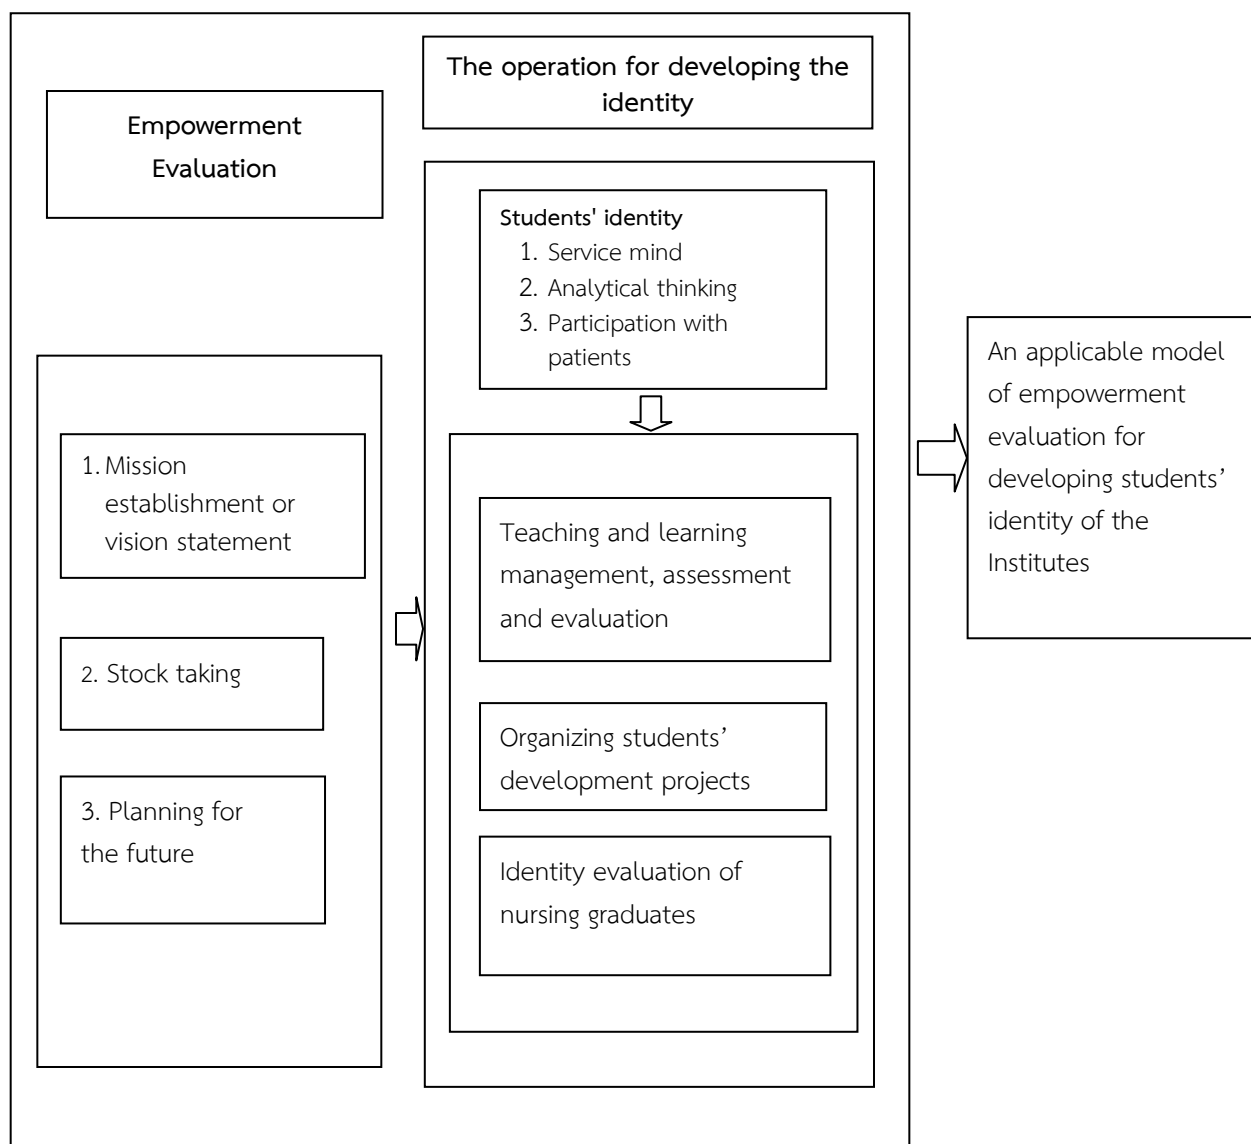 Empowerment
Evaluation
1. Mission
establishment or
vision statement
2. Stock taking
3. Planning for
the future
The operation for developing the
identity
Students' identity
1. Service mind
2. Analytical thinking
3. Participation with
patients
Teaching and learning
management, assessment
and evaluation
Organizing students’
development projects
Identity evaluation of
nursing graduates
An applicable model
of empowerment
evaluation for
developing students’
identity of the
Institutes